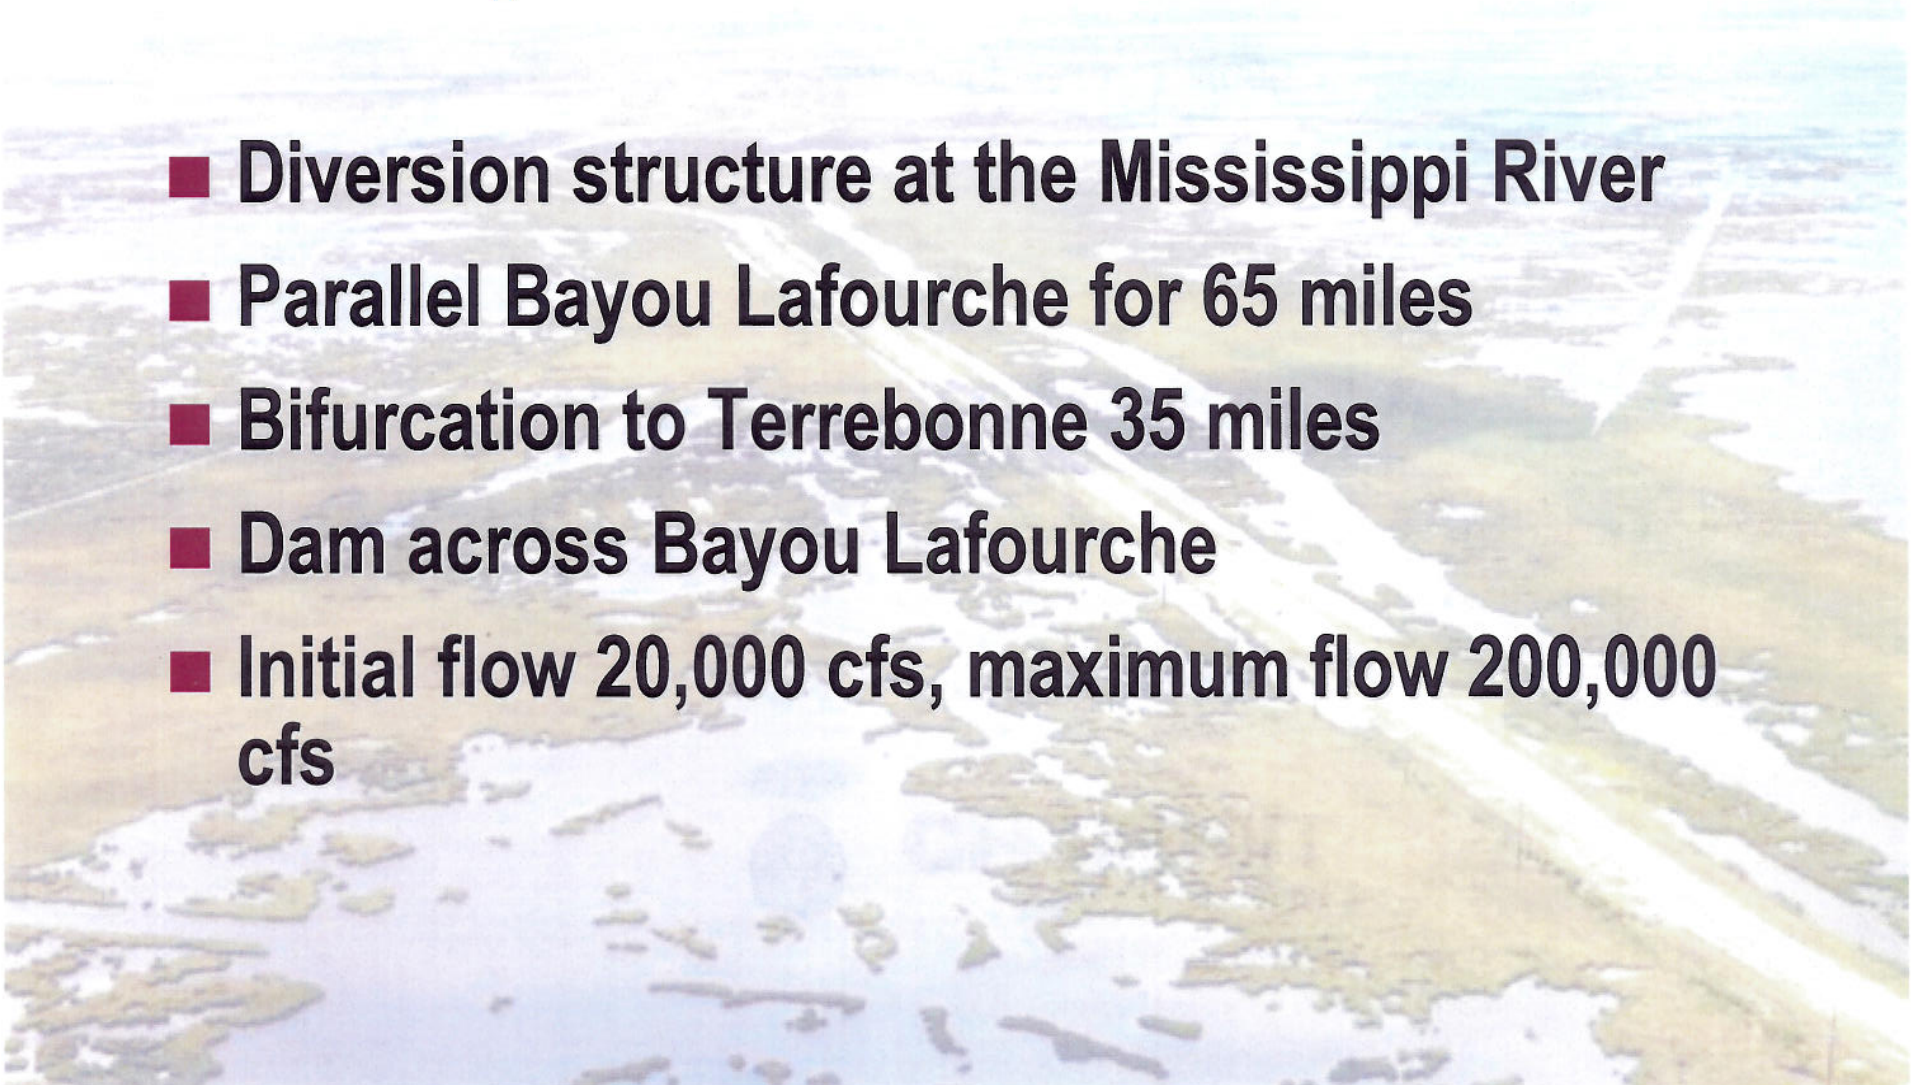 ■ Diversion structure at the Mississippi River
■ Parallel Bayou Lafourche for 65 miles
■ Bifurcation to Terrebonne 35 miles
■ Dam across Bayou Lafourche
■ Initial flow 20,000 cfs, maximum flow 200,000
cfs